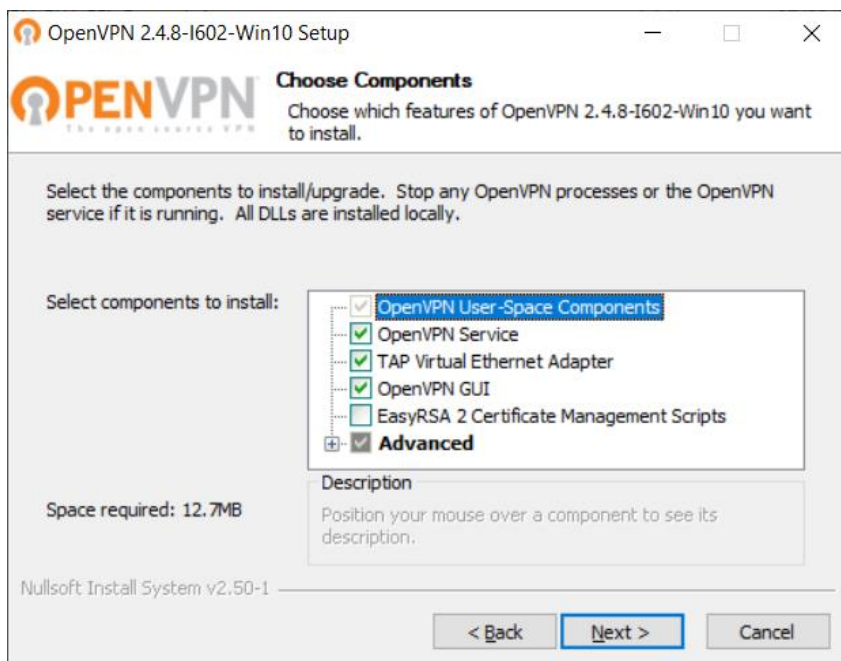 OpenVPN 2.4.8-I602-Win10 Setup
OPENVPN
The open source VPN
Choose Components
Choose which features of OpenVPN 2.4.8-I602-Win10 you want
to install.
Select the components to install/upgrade. Stop any OpenVPN processes or the OpenVPN
service if it is running. All DLLs are installed locally.
Select components to install:
OpenVPN User-Space Components
OpenVPN Service
TAP Virtual Ethernet Adapter
OpenVPN GUI
EasyRSA 2 Certificate Management Scripts
Advanced
Space required: 12.7MB
Description
Position your mouse over a component to see its
description.
Nullsoft Install System v2.50-1
< Back
Next >
Cancel